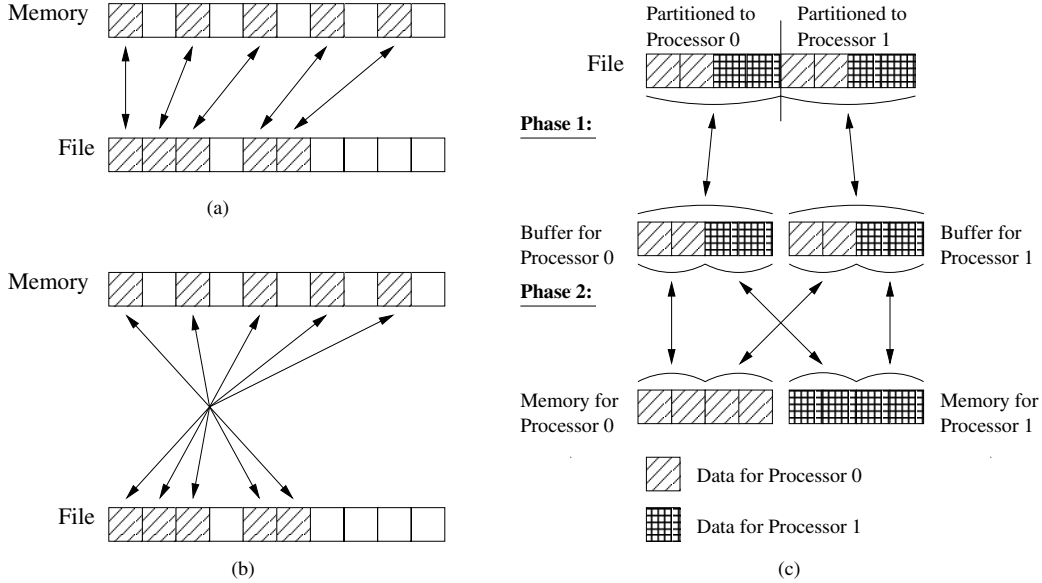 Memory
File
(a)
Memory
File
(b)
Partitioned to
Processor 0
Partitioned to
Processor 1
File
Phase 1:
Buffer for
Processor 0
Buffer for
Processor 1
Phase 2:
Memory for
Processor 0
Memory for
Processor 1
Data for Processor 0
Data for Processor 1
(c)